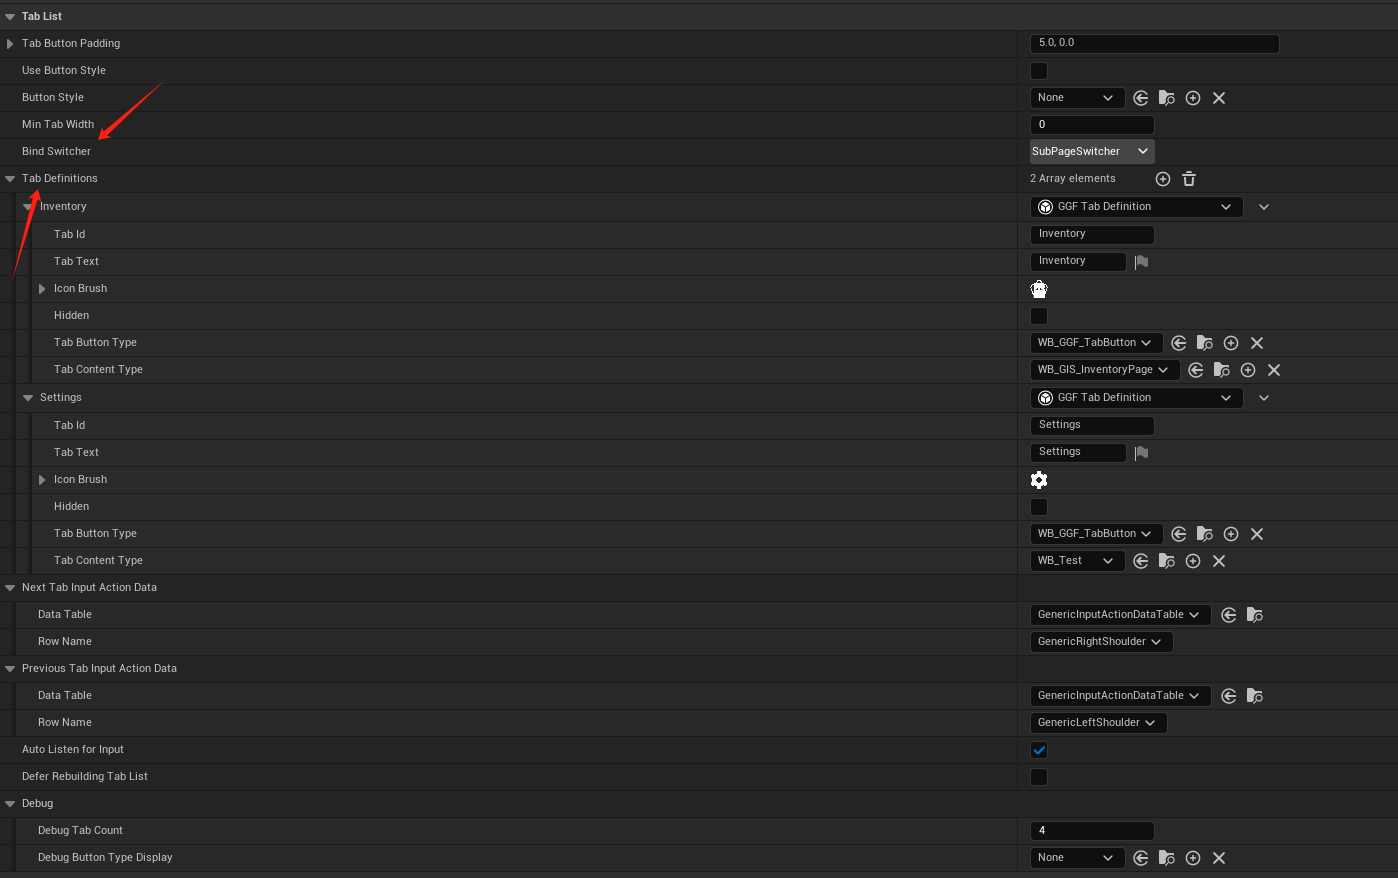 Tab List
Tab Button Padding 5.0, 0.0
Use Button Style
Button Style None
Min Tab Width 0
Bind Switcher SubPageSwitcher
Tab Definitions 2 Array elements
Inventory GGF Tab Definition
Tab Id Inventory
Tab Text Inventory
Icon Brush
Hidden
Tab Button Type WB_GGF_TabButton
Tab Content Type WB_GIS_InventoryPage
Settings GGF Tab Definition
Tab Id Settings
Tab Text Settings
Icon Brush
Hidden
Tab Button Type WB_GGF_TabButton
Tab Content Type WB_Test
Next Tab Input Action Data
Data Table GenericInputActionDataTable
Row Name GenericRightShoulder
Previous Tab Input Action Data
Data Table GenericInputActionDataTable
Row Name GenericLeftShoulder
Auto Listen for Input
Defer Rebuilding Tab List
Debug
Debug Tab Count 4
Debug Button Type Display None